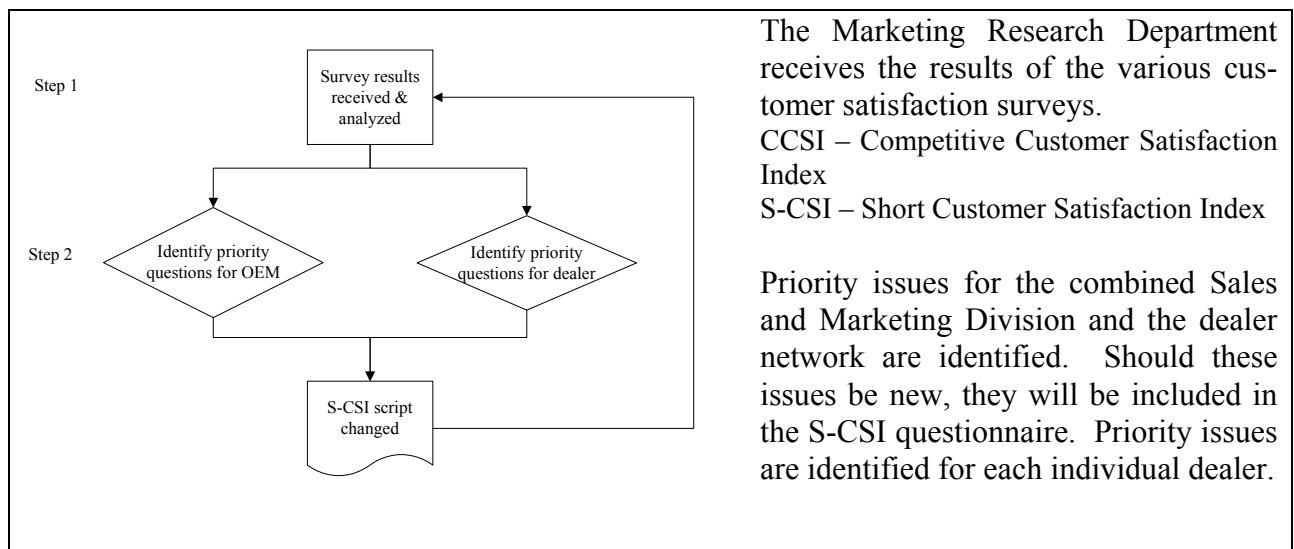 Step 1
Survey results
received &
analyzed
Step 2
Identify priority
questions for OEM
Identify priority
questions for dealer
S-CSI script
changed
The Marketing Research Department
receives the results of the various cus-
tomer satisfaction surveys.
CCSI – Competitive Customer Satisfaction
Index
S-CSI – Short Customer Satisfaction Index
Priority issues for the combined Sales
and Marketing Division and the dealer
network are identified. Should these
issues be new, they will be included in
the S-CSI questionnaire. Priority issues
are identified for each individual dealer.